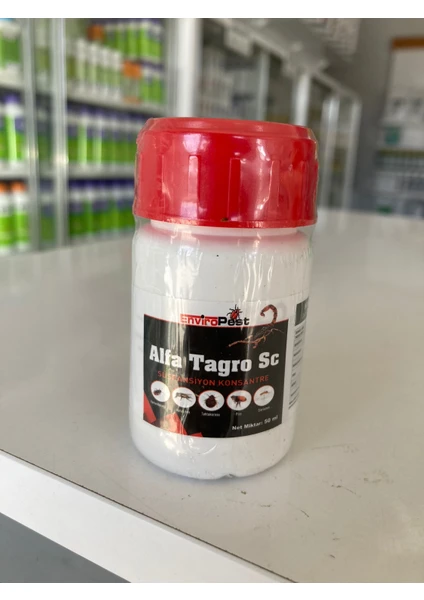 EnviroPest
Alfa Tagro Sc
SÜSPANSİYON KONSANTRE
Net Miktar: 50 ml